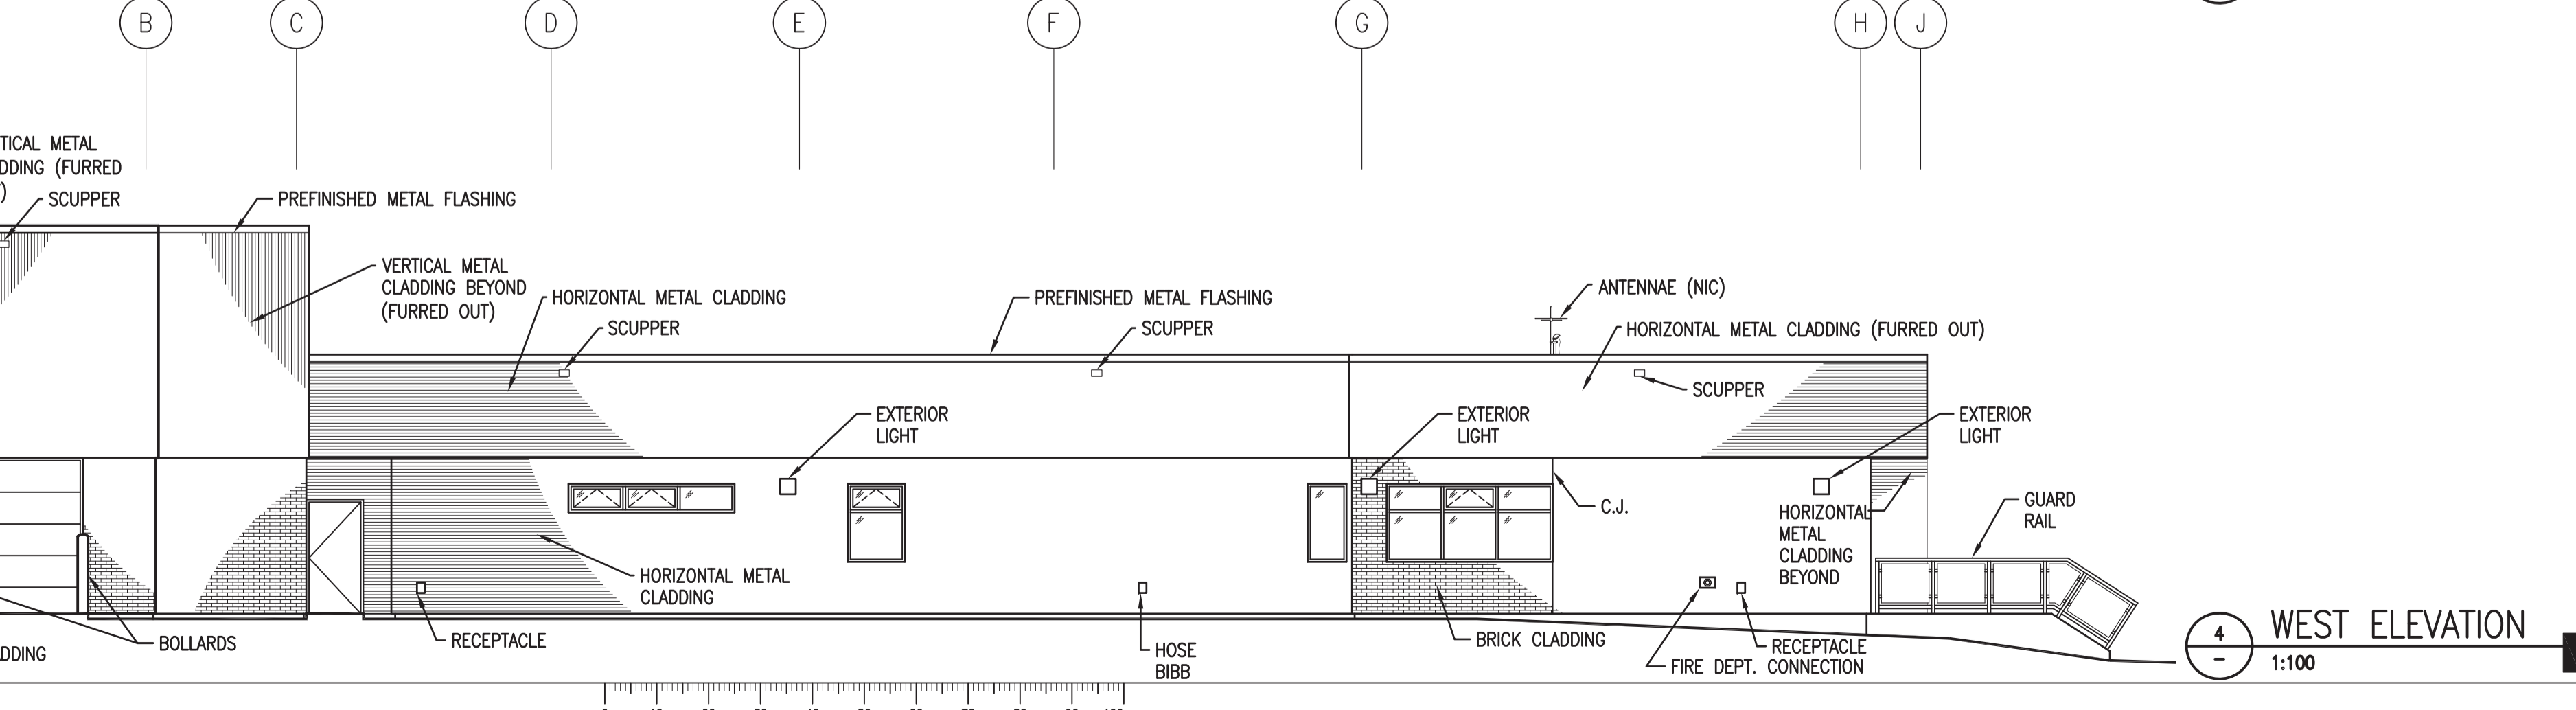 B C D E F G H J
TICAL METAL
DDING (FURRED
)
SCUPPER
PREFINISHED METAL FLASHING
VERTICAL METAL
CLADDING BEYOND
(FURRED OUT)
HORIZONTAL METAL CLADDING
SCUPPER
PREFINISHED METAL FLASHING
SCUPPER
ANTENNAE (NIC)
HORIZONTAL METAL CLADDING (FURRED OUT)
SCUPPER
EXTERIOR
LIGHT
EXTERIOR
LIGHT
EXTERIOR
LIGHT
C.J.
HORIZONTAL
METAL
CLADDING
BEYOND
GUARD
RAIL
HORIZONTAL METAL
CLADDING
BOLLARDS
DDING
RECEPTACLE
HOSE
BIBB
BRICK CLADDING
RECEPTACLE
FIRE DEPT. CONNECTION
4
–
WEST ELEVATION
1:100